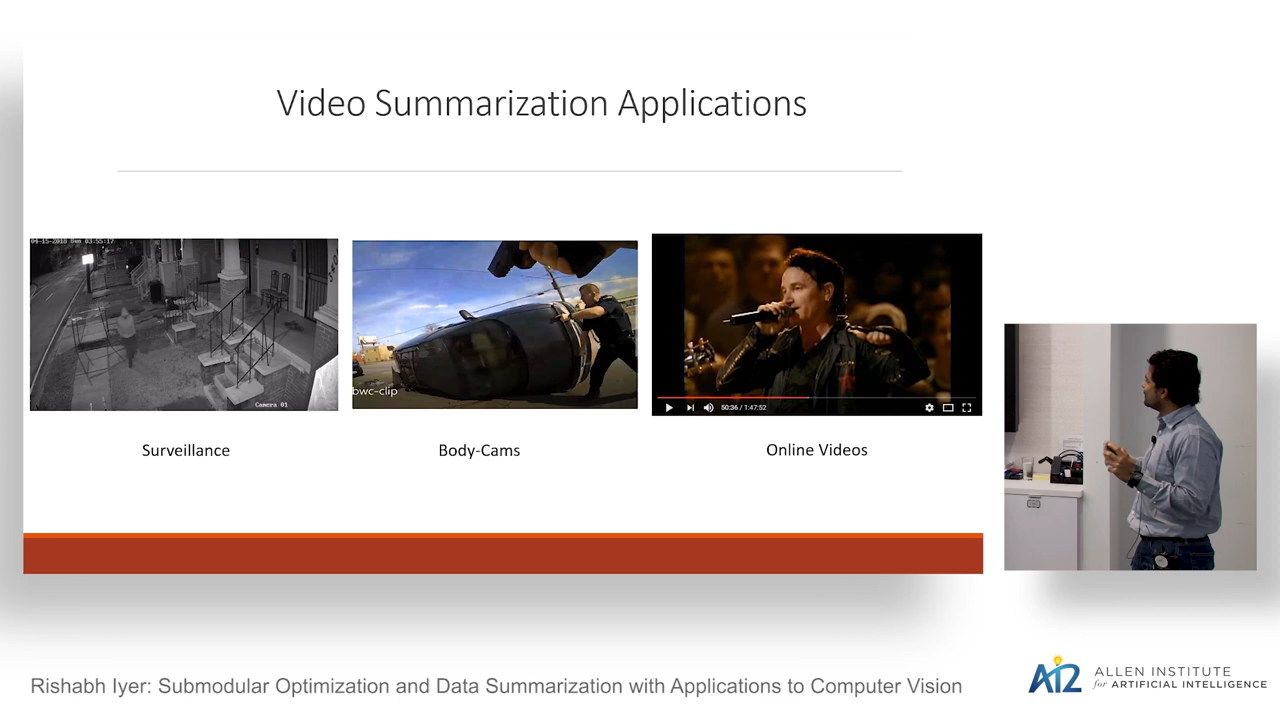 Video Summarization Applications
04-15-2018 Sun 03:55:17
Camera 01
bwc-clip
50:36 / 1:47:52
Surveillance
Body-Cams
Online Videos
Rishabh Iyer: Submodular Optimization and Data Summarization with Applications to Computer Vision
AI2
ALLEN INSTITUTE
for ARTIFICIAL INTELLIGENCE